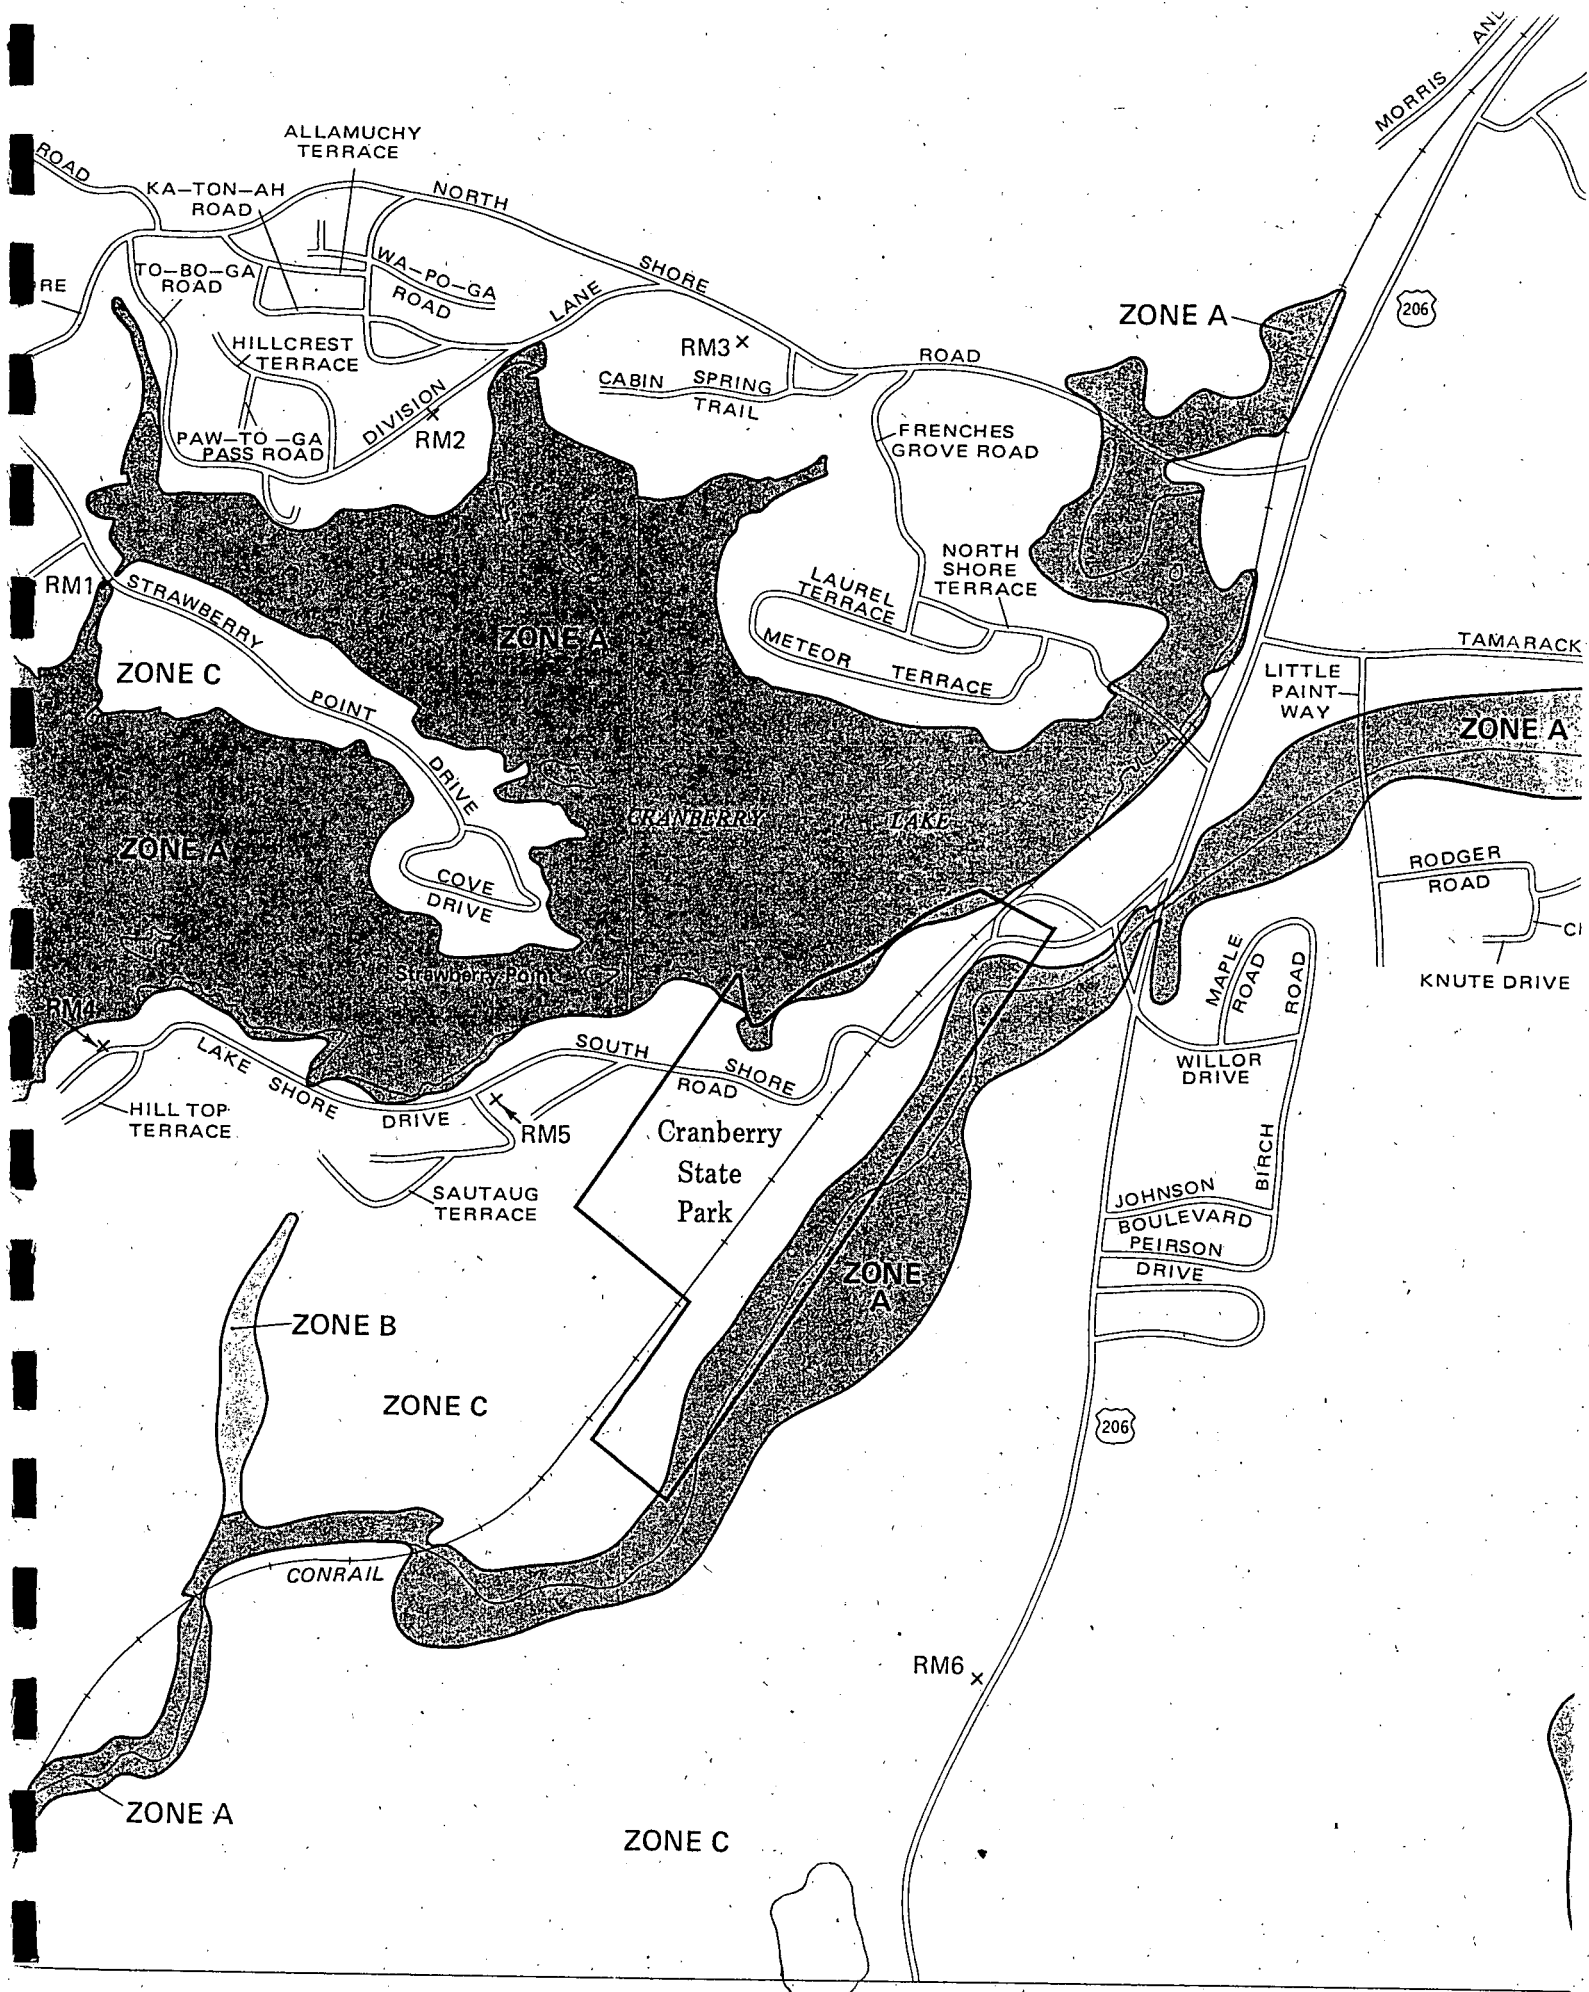 MORRIS
ALLAMUCHY
TERRACE
ROAD
KA-TON-AH
ROAD
NORTH
SHORE
ROAD
TO-BO-GA
ROAD
WA-PO-GA
ROAD
LANE
DIVISION
RE
ZONE A
206
HILLCREST
TERRACE
RM3
CABIN SPRING
TRAIL
RM2
PAW-TO-GA
PASS ROAD
FRENCHES
GROVE ROAD
NORTH
SHORE
TERRACE
LAUREL
TERRACE
METEOR TERRACE
RM1
STRAWBERRY
POINT
DRIVE
ZONE A
ZONE C
TAMARACK
LITTLE
PAINT
WAY
ZONE A
CRANBERRY LAKE
ZONE A
COVE
DRIVE
RODGER
ROAD
KNUTE DRIVE
MAPLE
ROAD
ROAD
BIRCH
Strawberry Point
RM4
LAKE SHORE
DRIVE
SOUTH
SHORE
ROAD
WILLOR
DRIVE
HILL TOP
TERRACE
RM5
Cranberry
State
Park
SAUTAUG
TERRACE
JOHNSON
BOULEVARD
PEIRSON
DRIVE
ZONE
A
ZONE B
ZONE C
206
CONRAIL
RM6
ZONE A
ZONE C